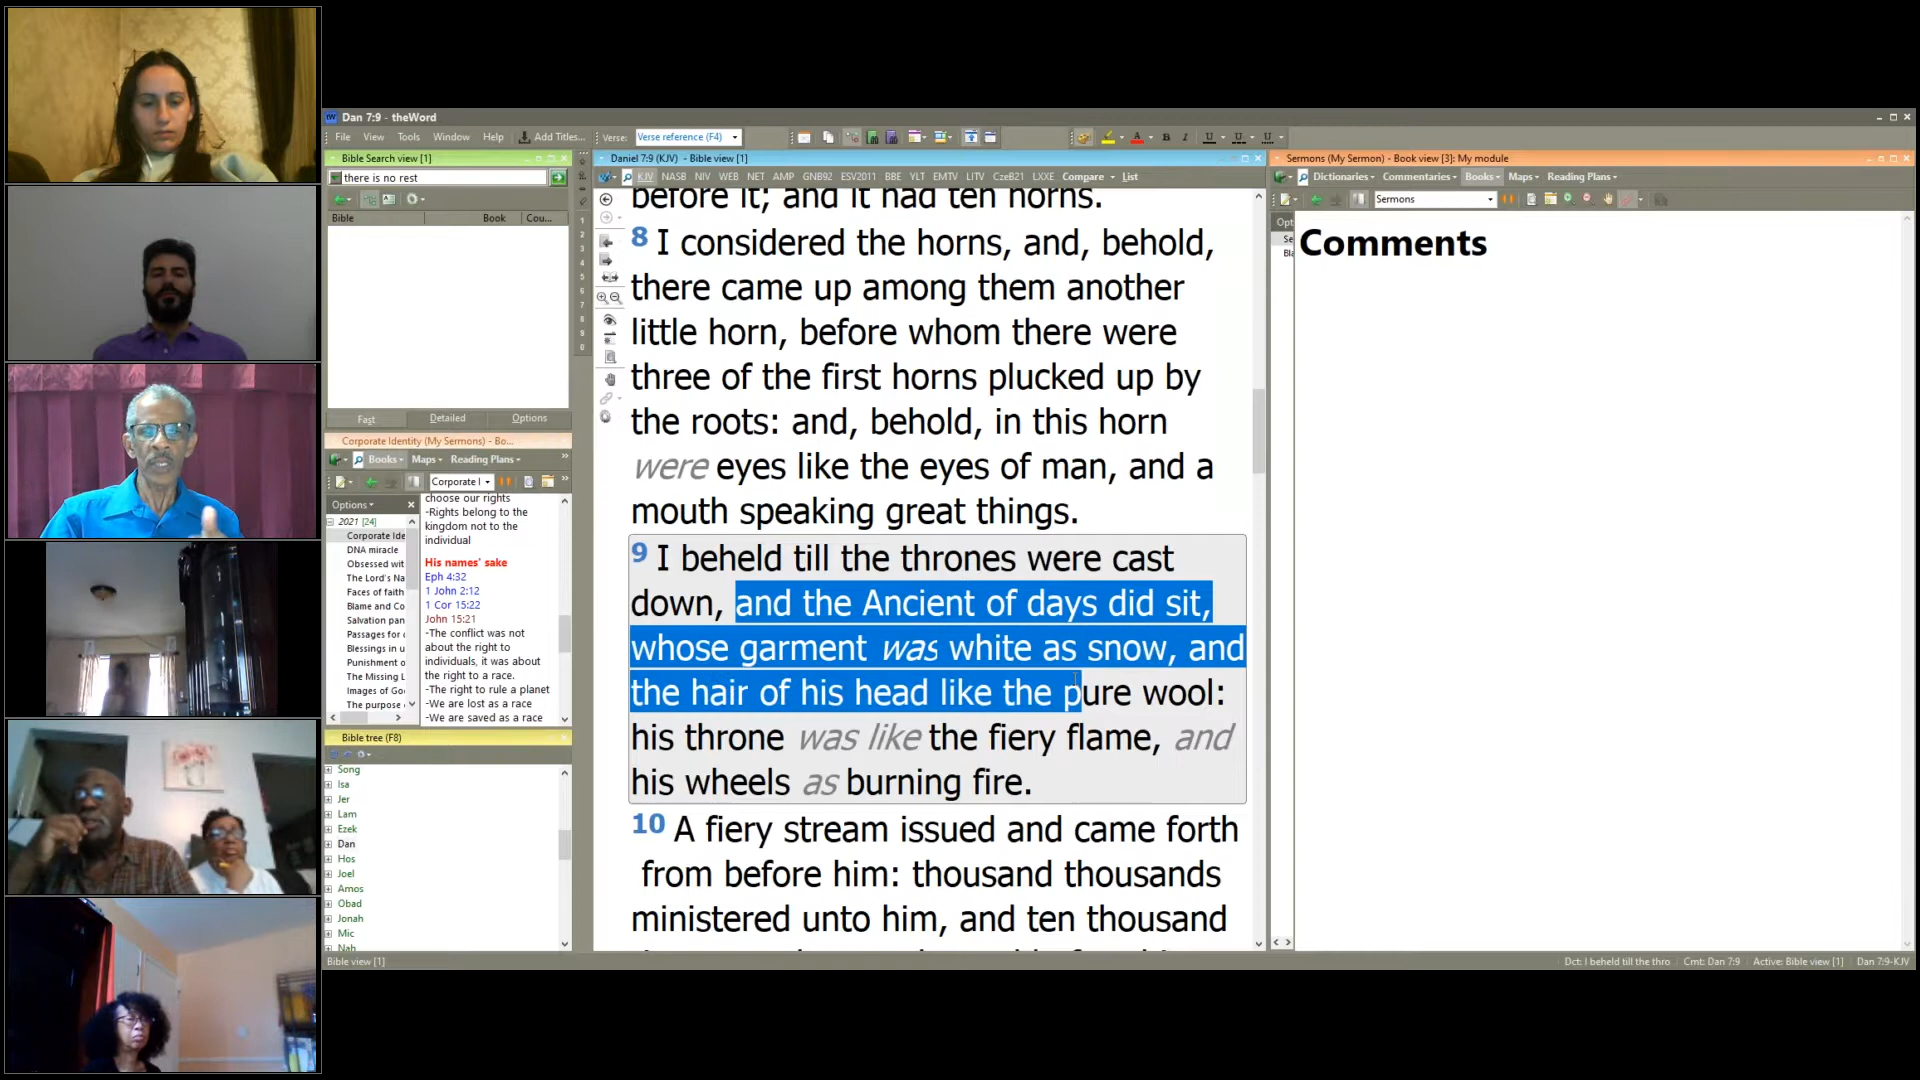 Dan 7:9 - theWord
File View Tools Window Help Add Titles...
Verse: Verse reference (F4)
Bible Search view [1]
there is no rest
Bible Book Cou...
Fast Detailed Options
Corporate Identity (My Sermons) - Bo...
Books Maps Reading Plans
Corporate I
Options
2021 [24]
Corporate Ide
DNA miracle
Obsessed wit
The Lord's Na
Faces of faith
Blame and Co
Salvation pan
Passages for c
Blessings in u
Punishment o
The Missing L
Images of Go
The purpose
choose our rights
-Rights belong to the
kingdom not to the
individual
His names' sake
Eph 4:32
1 John 2:12
1 Cor 15:22
John 15:21
-The conflict was not
about the right to
individuals, it was about
the right to a race.
-The right to rule a planet
-We are lost as a race
-We are saved as a race
Bible tree (F8)
Song
Isa
Jer
Lam
Ezek
Dan
Hos
Joel
Amos
Obad
Jonah
Mic
Nah
Bible view [1]
Daniel 7:9 (KJV) - Bible view [1]
KJV NASB NIV WEB NET AMP GNB92 ESV2011 BBE YLT EMTV LITV CzeB21 LXXE Compare List
before it; and it had ten horns.
8 I considered the horns, and, behold,
there came up among them another
little horn, before whom there were
three of the first horns plucked up by
the roots: and, behold, in this horn
were eyes like the eyes of man, and a
mouth speaking great things.
9 I beheld till the thrones were cast
down, and the Ancient of days did sit,
whose garment was white as snow, and
the hair of his head like the pure wool:
his throne was like the fiery flame, and
his wheels as burning fire.
10 A fiery stream issued and came forth
from before him: thousand thousands
ministered unto him, and ten thousand
Sermons (My Sermon) - Book view [3]: My module
Dictionaries Commentaries Books Maps Reading Plans
Sermons
Opt
Se
Bla
Comments
Dct: I beheld till the thro Cmt: Dan 7:9 Active: Bible view [1] Dan 7:9-KJV